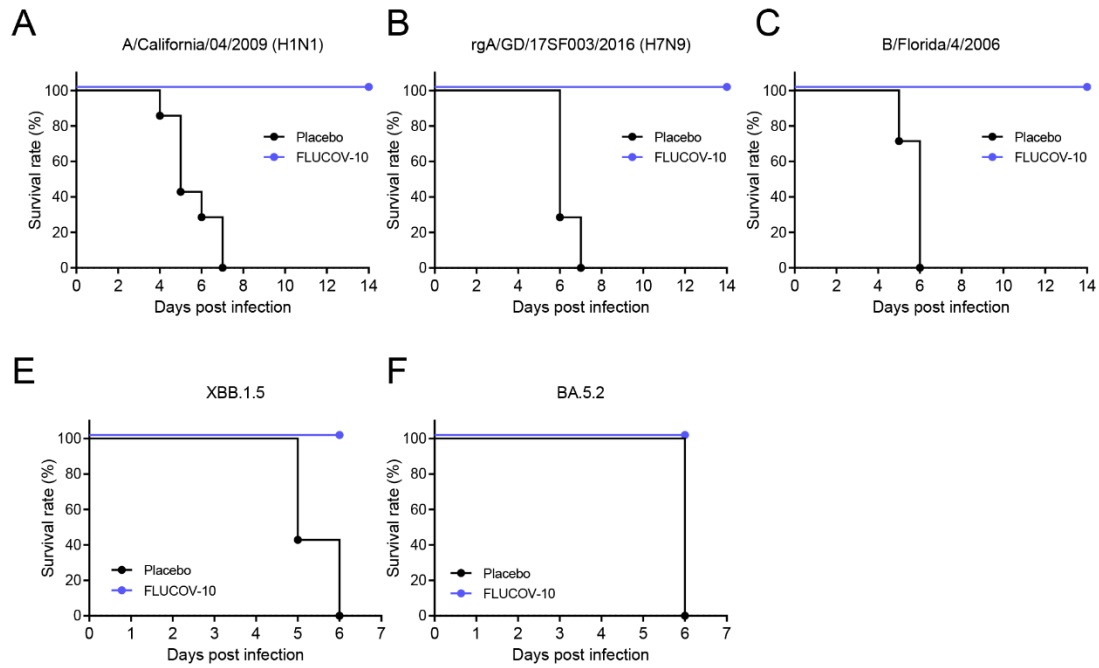 A
A/California/04/2009 (H1N1)
Survival rate (%)
100
80
60
40
20
0
Placebo
FLUCOV-10
0 2 4 6 8 10 12 14
Days post infection
B
rgA/GD/17SF003/2016 (H7N9)
Survival rate (%)
100
80
60
40
20
0
Placebo
FLUCOV-10
0 2 4 6 8 10 12 14
Days post infection
C
B/Florida/4/2006
Survival rate (%)
100
80
60
40
20
0
Placebo
FLUCOV-10
0 2 4 6 8 10 12 14
Days post infection
E
XBB.1.5
Survival rate (%)
100
80
60
40
20
0
Placebo
FLUCOV-10
0 1 2 3 4 5 6 7
Days post infection
F
BA.5.2
Survival rate (%)
100
80
60
40
20
0
Placebo
FLUCOV-10
0 1 2 3 4 5 6 7
Days post infection